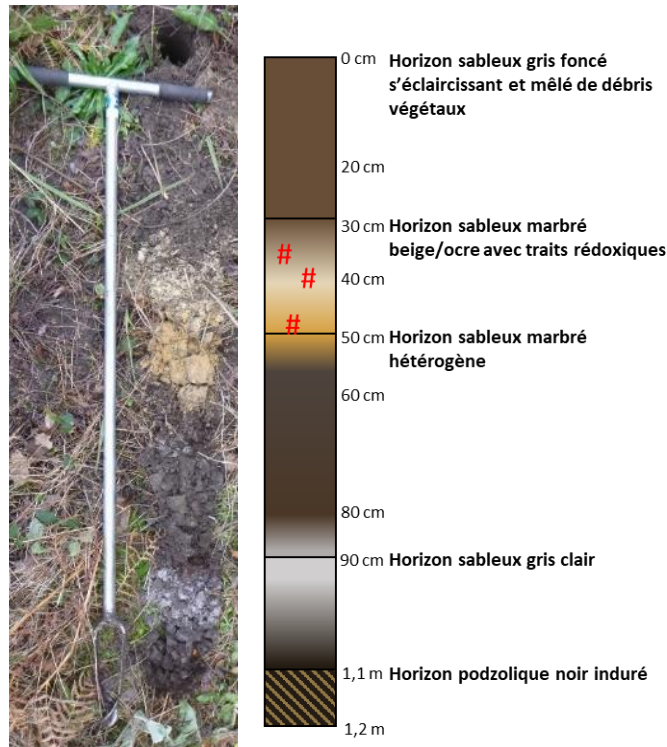 0 cm
Horizon sableux gris foncé
s’éclaircissant et mêlé de débris
végétaux
20 cm
30 cm
Horizon sableux marbré
beige/ocre avec traits rédoxiques
#
#
40 cm
#
50 cm
Horizon sableux marbré
hétérogène
60 cm
80 cm
90 cm
Horizon sableux gris clair
1,1 m
Horizon podzolique noir induré
1,2 m